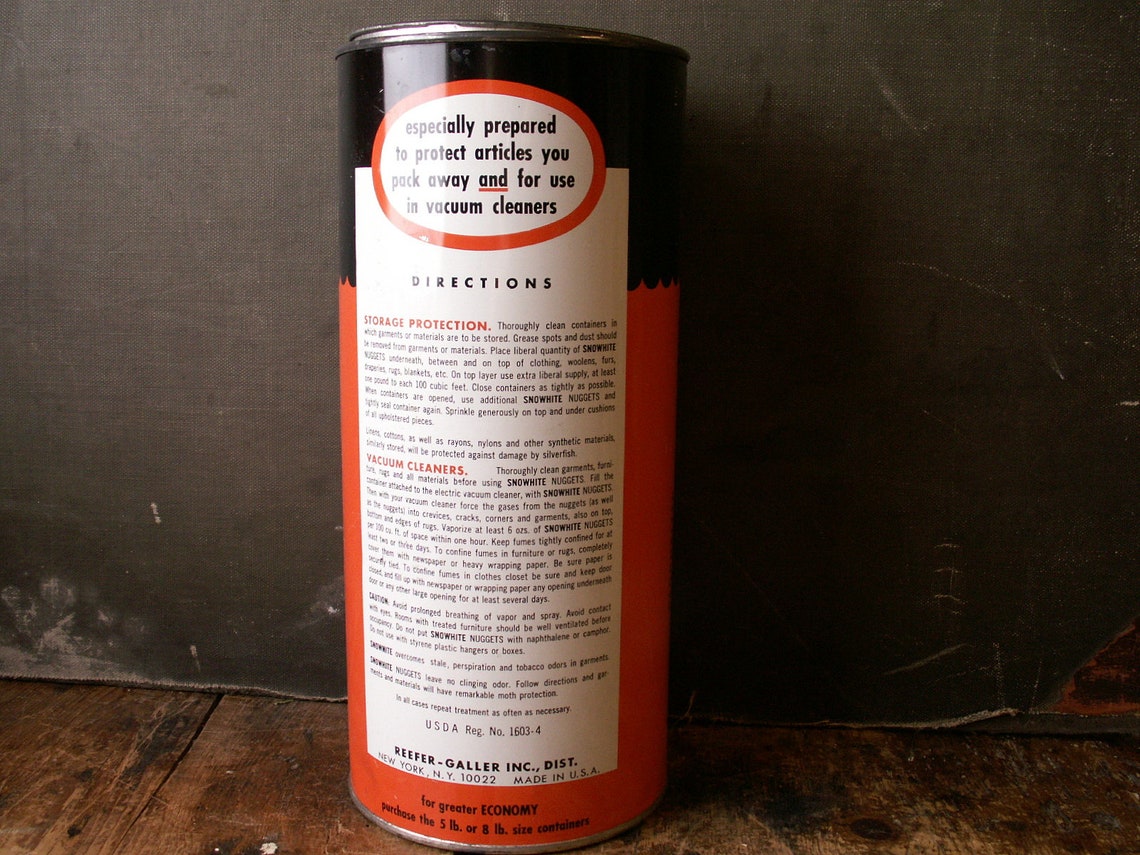 especially prepared
to protect articles you
pack away and for use
in vacuum cleaners
DIRECTIONS
STORAGE PROTECTION. Thoroughly clean containers in
which garments or materials are to be stored. Grease spots and dust should
be removed from garments or materials. Place liberal quantity of SNOWHITE
NUGGETS underneath, between and on top of clothing, woolens, furs,
draperies, rugs, blankets, etc. On top layer use extra liberal supply, at least
one pound to each 100 cubic feet. Close containers as tightly as possible.
When containers are opened, use additional SNOWHITE NUGGETS and
tightly seal container again. Sprinkle generously on top and under cushions
of all upholstered pieces.
Linens, cottons, as well as rayons, nylons and other synthetic materials,
similarly stored, will be protected against damage by silverfish.
VACUUM CLEANERS. Thoroughly clean garments, furni-
ture, rugs and all materials before using SNOWHITE NUGGETS. Fill the
container attached to the electric vacuum cleaner, with SNOWHITE NUGGETS.
Then with your vacuum cleaner force the gases from the nuggets (as well
as the nuggets) into crevices, cracks, corners and garments, also on top,
bottom and edges of rugs. Vaporize at least 6 ozs. of SNOWHITE NUGGETS
per 100 cu. ft. of space within one hour. Keep fumes tightly confined for at
least two or three days. To confine fumes in furniture or rugs, completely
cover them with newspaper or heavy wrapping paper. Be sure paper is
securely tied. To confine fumes in clothes closet be sure and keep door
closed, and fill up with newspaper or wrapping paper any opening underneath
door or any other large opening for at least several days.
CAUTION: Avoid prolonged breathing of vapor and spray. Avoid contact
with eyes. Rooms with treated furniture should be well ventilated before
occupancy. Do not put SNOWHITE NUGGETS with naphthalene or camphor.
Do not use with styrene plastic hangers or boxes.
SNOWHITE overcomes stale, perspiration and tobacco odors in garments.
SNOWHITE NUGGETS leave no clinging odor. Follow directions and gar-
ments and materials will have remarkable moth protection.
In all cases repeat treatment as often as necessary.
USDA Reg. No. 1603-4
REEFER-GALLER INC., DIST.
NEW YORK, N.Y. 10022 MADE IN U.S.A.
for greater ECONOMY
purchase the 5 lb. or 8 lb. size containers